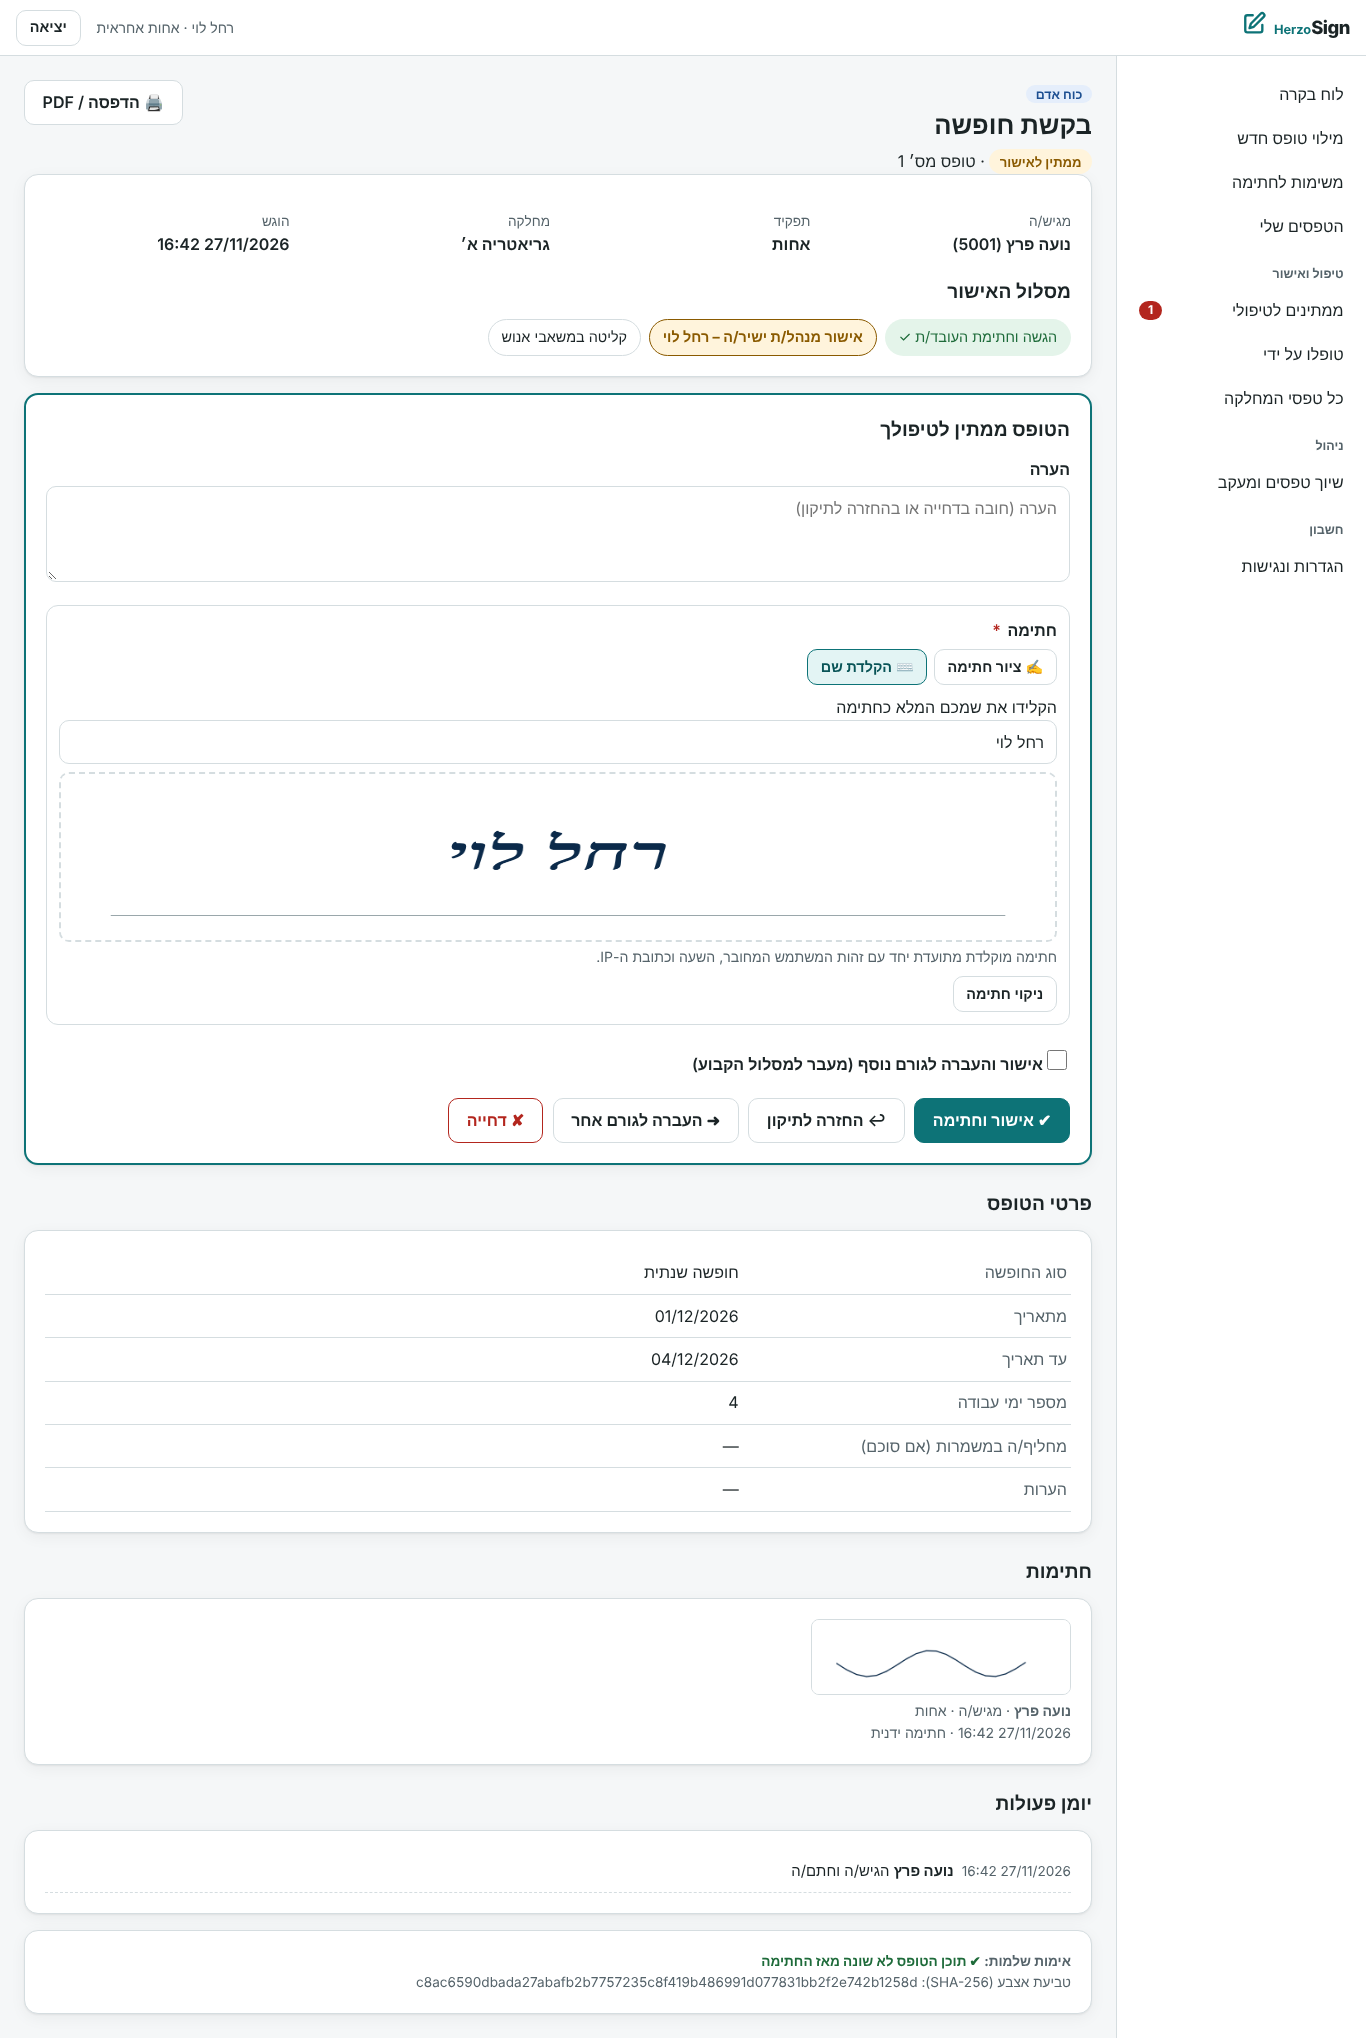 HerzoSign
רחל לוי · אחות אחראית
יציאה
לוח בקרה
מילוי טופס חדש
משימות לחתימה
הטפסים שלי
טיפול ואישור
ממתינים לטיפולי 1
טופלו על ידי
כל טפסי המחלקה
ניהול
שיוך טפסים ומעקב
חשבון
הגדרות ונגישות
כוח אדם
בקשת חופשה
ממתין לאישור · טופס מס׳ 1
🖨️ הדפסה / PDF
מגיש/ה
נועה פרץ (5001)
תפקיד
אחות
מחלקה
גריאטריה א׳
הוגש
27/11/2026 16:42
מסלול האישור
הגשה וחתימת העובד/ת ✓
אישור מנהל/ת ישיר/ה – רחל לוי
קליטה במשאבי אנוש
הטופס ממתין לטיפולך
הערה
הערה (חובה בדחייה או בהחזרה לתיקון)
חתימה *
✍️ ציור חתימה
⌨️ הקלדת שם
הקלידו את שמכם המלא כחתימה
רחל לוי
רחל לוי
חתימה מוקלדת מתועדת יחד עם זהות המשתמש המחובר, השעה וכתובת ה-IP.
ניקוי חתימה
אישור והעברה לגורם נוסף (מעבר למסלול הקבוע)
✔ אישור וחתימה
↩ החזרה לתיקון
➜ העברה לגורם אחר
✘ דחייה
פרטי הטופס
סוג החופשה חופשה שנתית
מתאריך 01/12/2026
עד תאריך 04/12/2026
מספר ימי עבודה 4
מחליף/ה במשמרות (אם סוכם) —
הערות —
חתימות
נועה פרץ · מגיש/ה · אחות
27/11/2026 16:42 · חתימה ידנית
יומן פעולות
27/11/2026 16:42 נועה פרץ הגיש/ה וחתם/ה
אימות שלמות: ✔ תוכן הטופס לא שונה מאז החתימה
טביעת אצבע (SHA-256): c8ac6590dbada27abafb2b7757235c8f419b486991d077831bb2f2e742b1258d